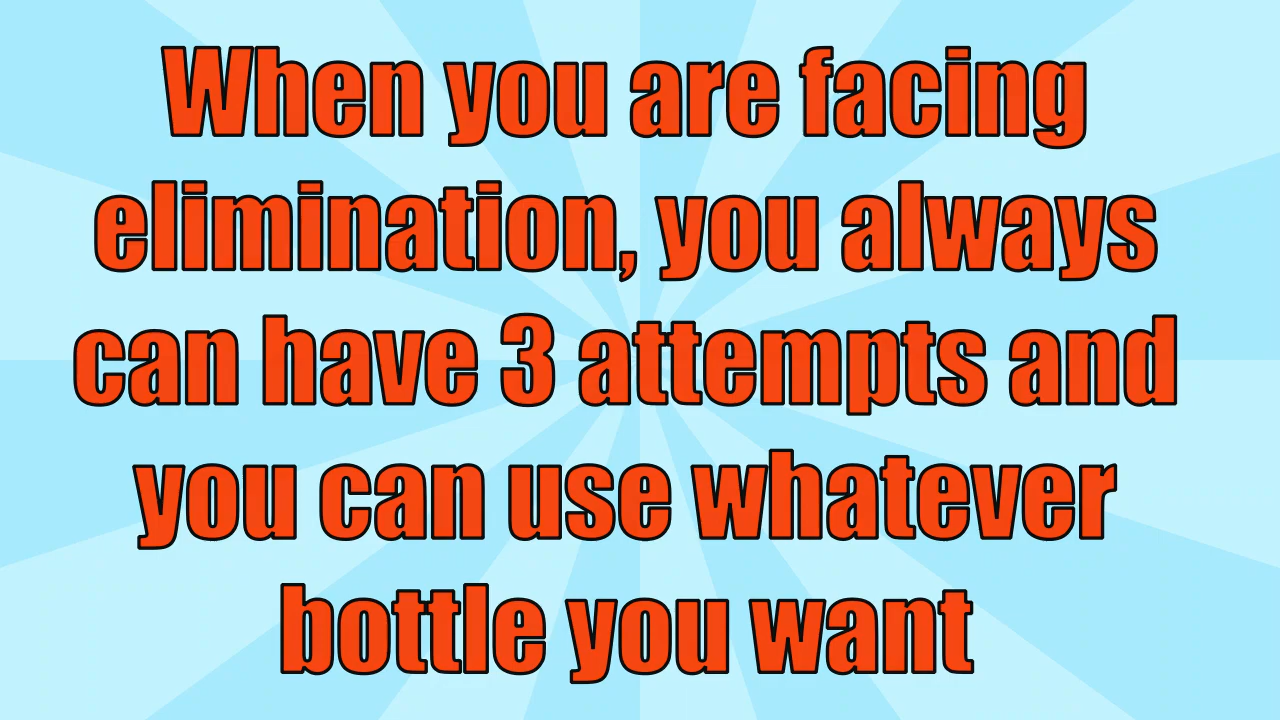 When you are facing
elimination, you always
can have 3 attempts and
you can use whatever
bottle you want